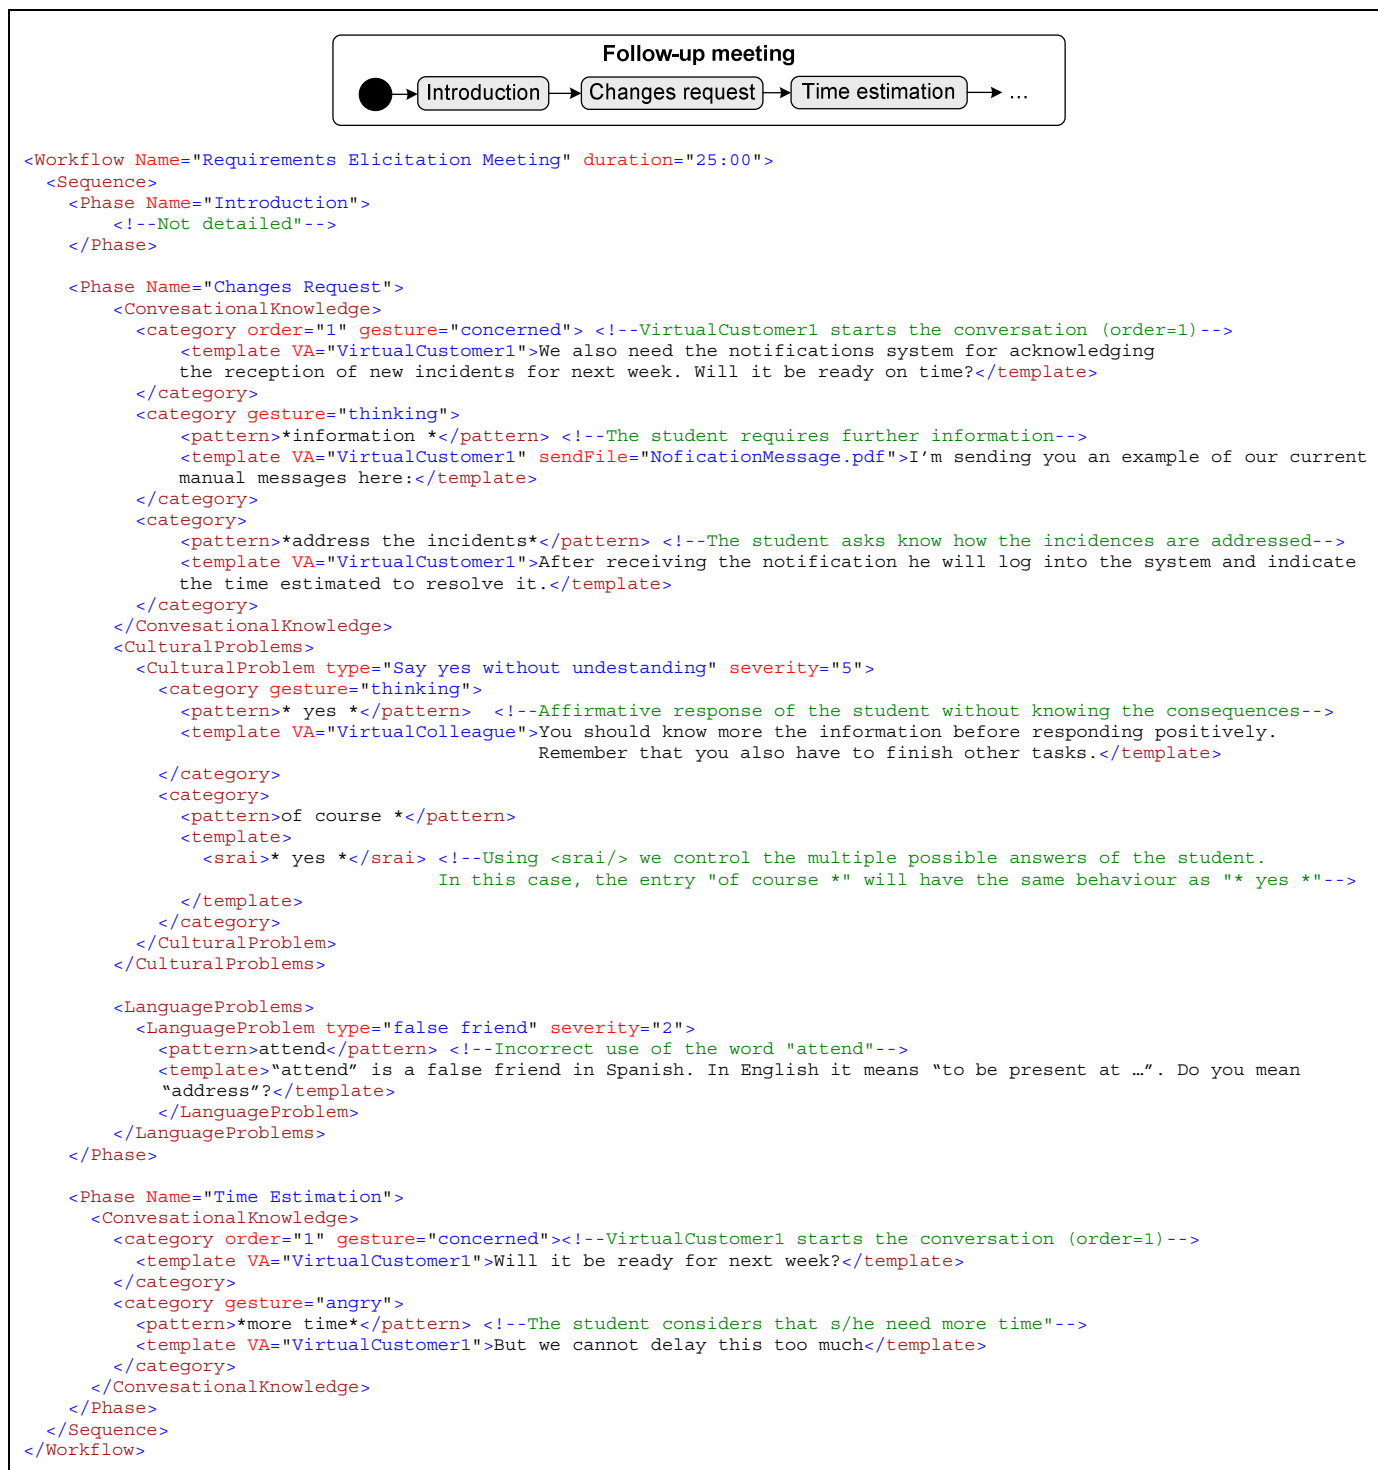 Follow-up meeting
Introduction Changes request Time estimation ...
<Workflow Name="Requirements Elicitation Meeting" duration="25:00">
<Sequence>
<Phase Name="Introduction">
<!--Not detailed"-->
</Phase>
<Phase Name="Changes Request">
<ConvesationalKnowledge>
<category order="1" gesture="concerned"> <!--VirtualCustomer1 starts the conversation (order=1)-->
<template VA="VirtualCustomer1">We also need the notifications system for acknowledging
the reception of new incidents for next week. Will it be ready on time?</template>
</category>
<category gesture="thinking">
<pattern>*information *</pattern> <!--The student requires further information-->
<template VA="VirtualCustomer1" sendFile="NoficationMessage.pdf">I’m sending you an example of our current
manual messages here:</template>
</category>
<category>
<pattern>*address the incidents*</pattern> <!--The student asks know how the incidences are addressed-->
<template VA="VirtualCustomer1">After receiving the notification he will log into the system and indicate
the time estimated to resolve it.</template>
</category>
</ConvesationalKnowledge>
<CulturalProblems>
<CulturalProblem type="Say yes without undestanding" severity="5">
<category gesture="thinking">
<pattern>* yes *</pattern> <!--Affirmative response of the student without knowing the consequences-->
<template VA="VirtualColleague">You should know more the information before responding positively.
Remember that you also have to finish other tasks.</template>
</category>
<category>
<pattern>of course *</pattern>
<template>
<srai>* yes *</srai> <!--Using <srai/> we control the multiple possible answers of the student.
In this case, the entry "of course *" will have the same behaviour as "* yes *"-->
</template>
</category>
</CulturalProblem>
</CulturalProblems>
<LanguageProblems>
<LanguageProblem type="false friend" severity="2">
<pattern>attend</pattern> <!--Incorrect use of the word "attend"-->
<template>“attend” is a false friend in Spanish. In English it means “to be present at …”. Do you mean
“address”?</template>
</LanguageProblem>
</LanguageProblems>
</Phase>
<Phase Name="Time Estimation">
<ConvesationalKnowledge>
<category order="1" gesture="concerned"><!--VirtualCustomer1 starts the conversation (order=1)-->
<template VA="VirtualCustomer1">Will it be ready for next week?</template>
</category>
<category gesture="angry">
<pattern>*more time*</pattern> <!--The student considers that s/he need more time"-->
<template VA="VirtualCustomer1">But we cannot delay this too much</template>
</category>
</ConvesationalKnowledge>
</Phase>
</Sequence>
</Workflow>